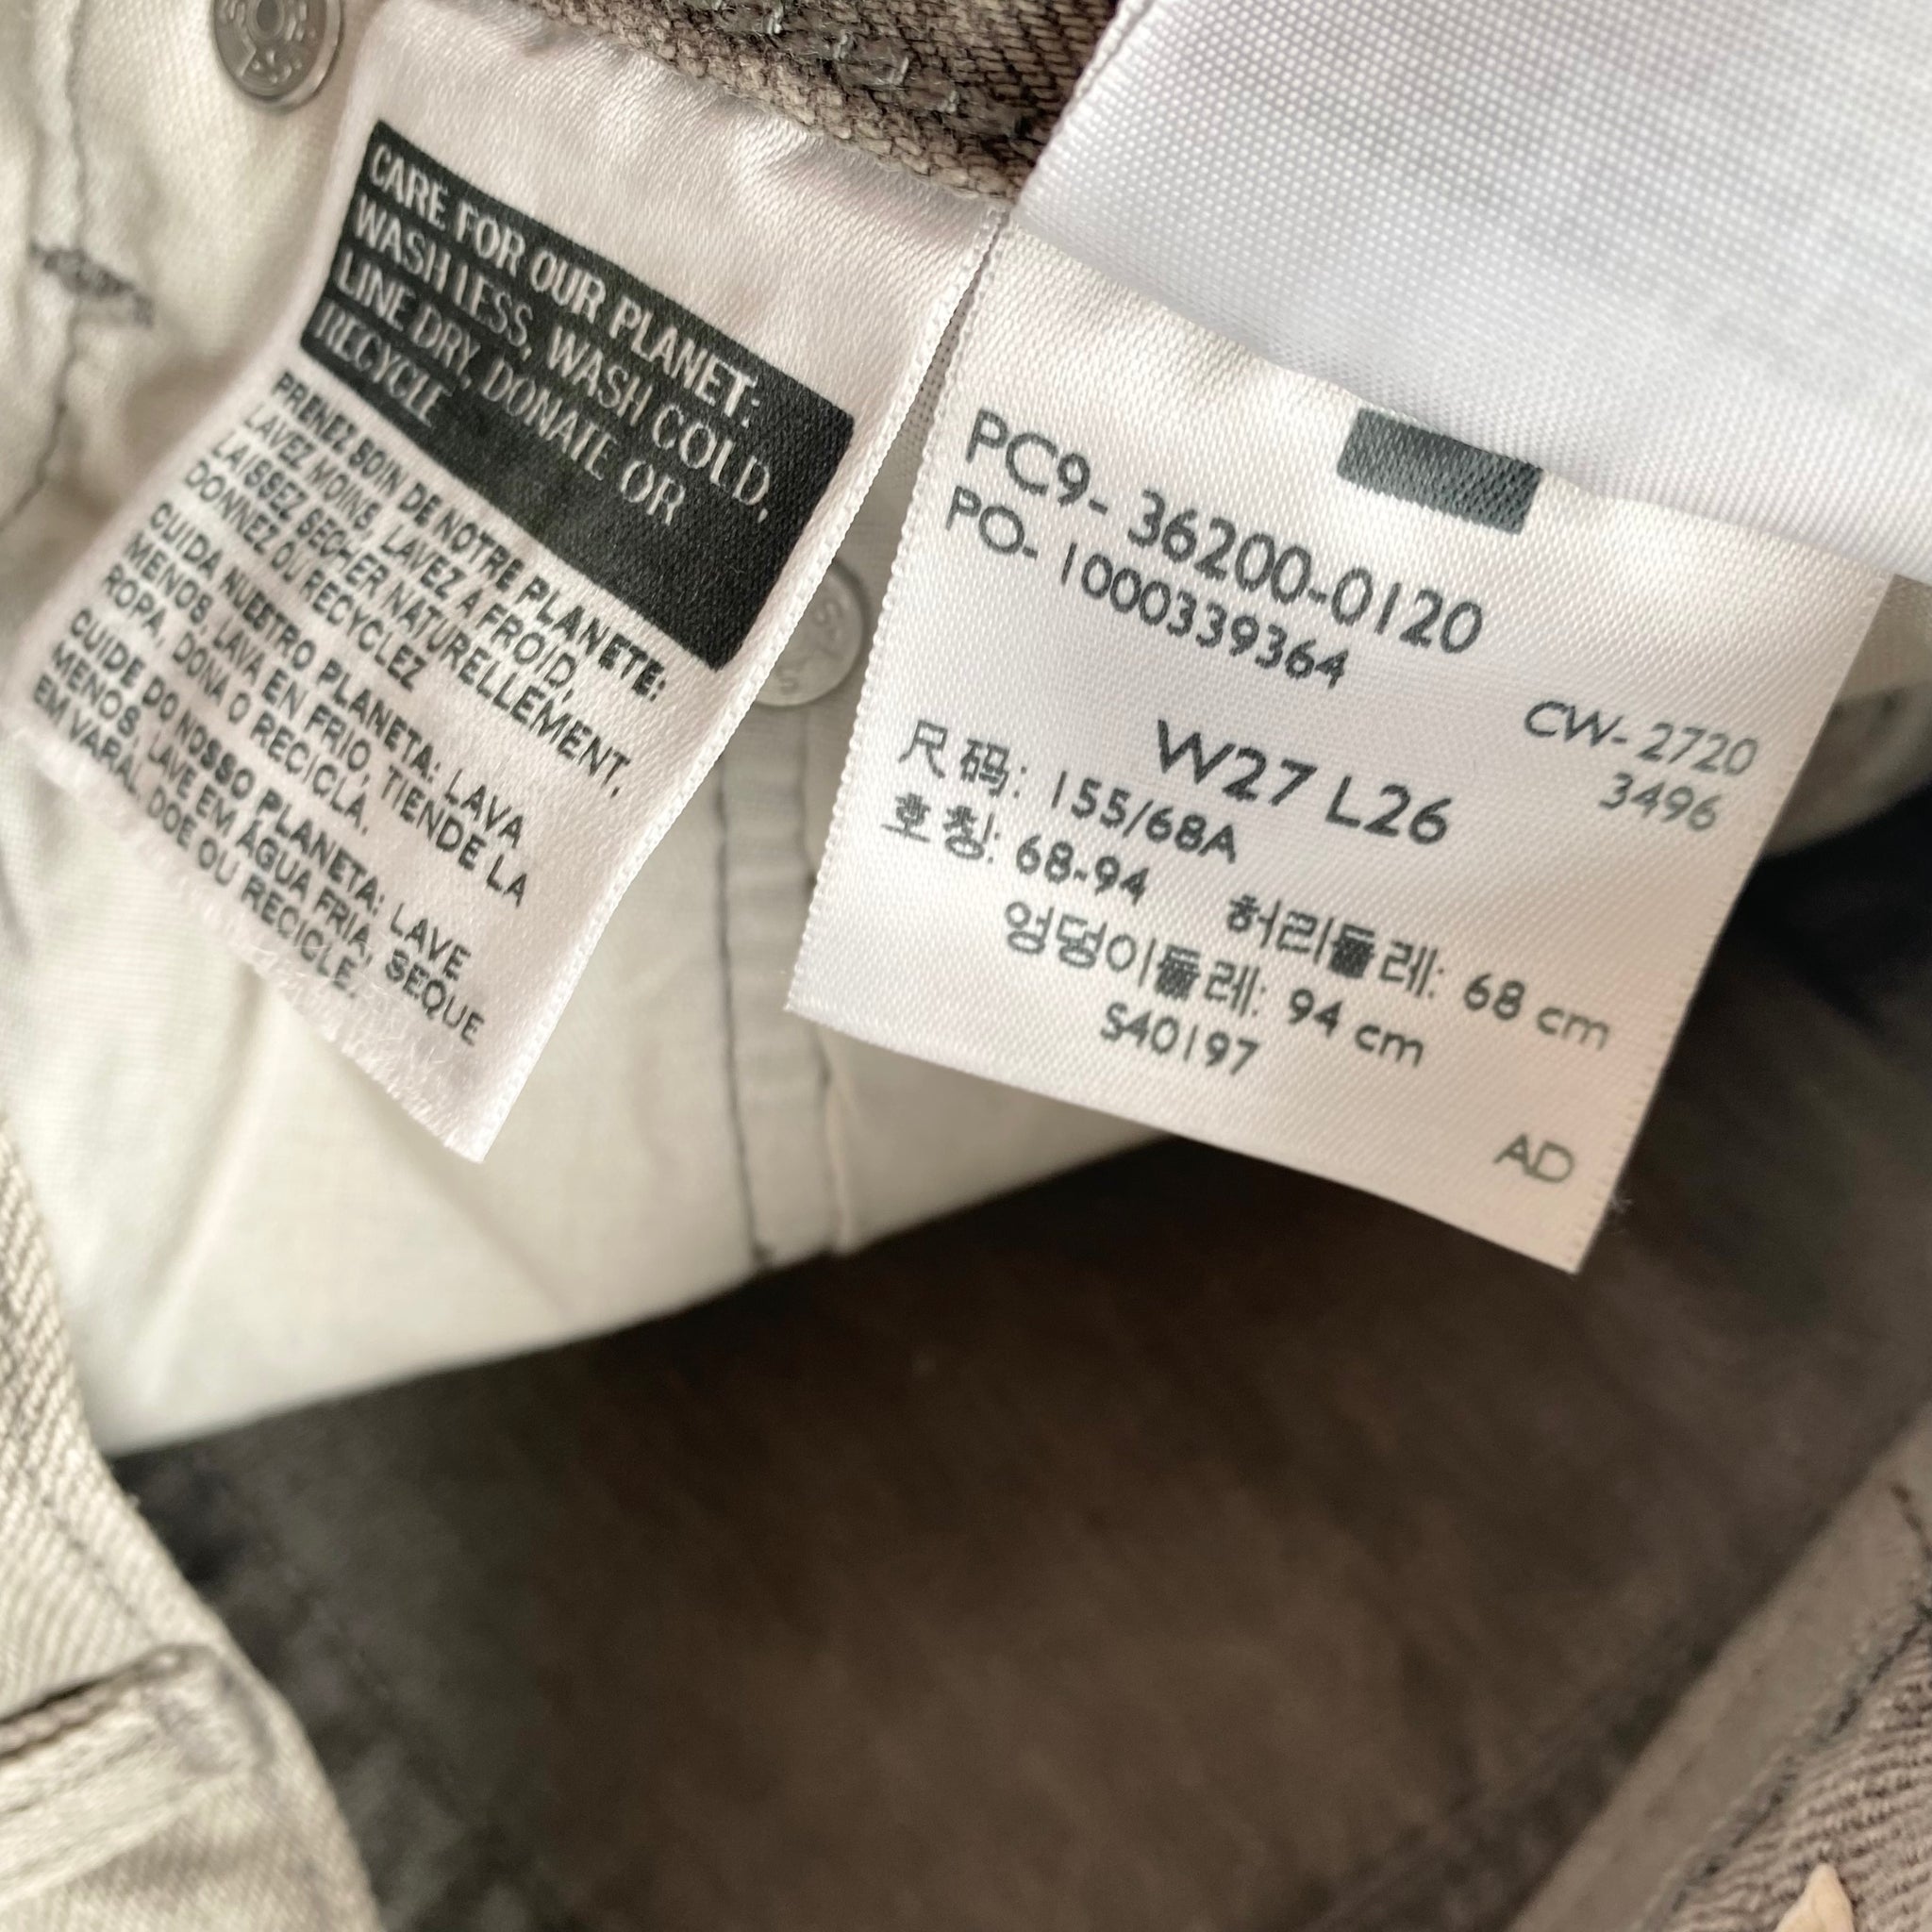 CARE FOR OUR PLANET:
WASH LESS, WASH COLD,
LINE DRY, DONATE OR
RECYCLE
PRENEZ SOIN DE NOTRE PLANETE:
LAVEZ MOINS, LAVEZ A FROID,
LAISSEZ SECHER NATURELLEMENT,
DONNEZ OU RECYCLEZ
CUIDA NUESTRO PLANETA: LAVA
MENOS, LAVA EN FRIO, TIENDE LA
ROPA, DONA O RECICLA.
CUIDE DO NOSSO PLANETA: LAVE
MENOS, LAVE EM ÁGUA FRIA, SEQUE
EM VARAL, DOE OU RECICLE.
PC9- 36200-0120
PO- 1000339364
CW- 2720
3496
W27 L26
尺码: 155/68A
호칭: 68-94 허리둘레: 68 cm
엉덩이둘레: 94 cm
S40197
AD